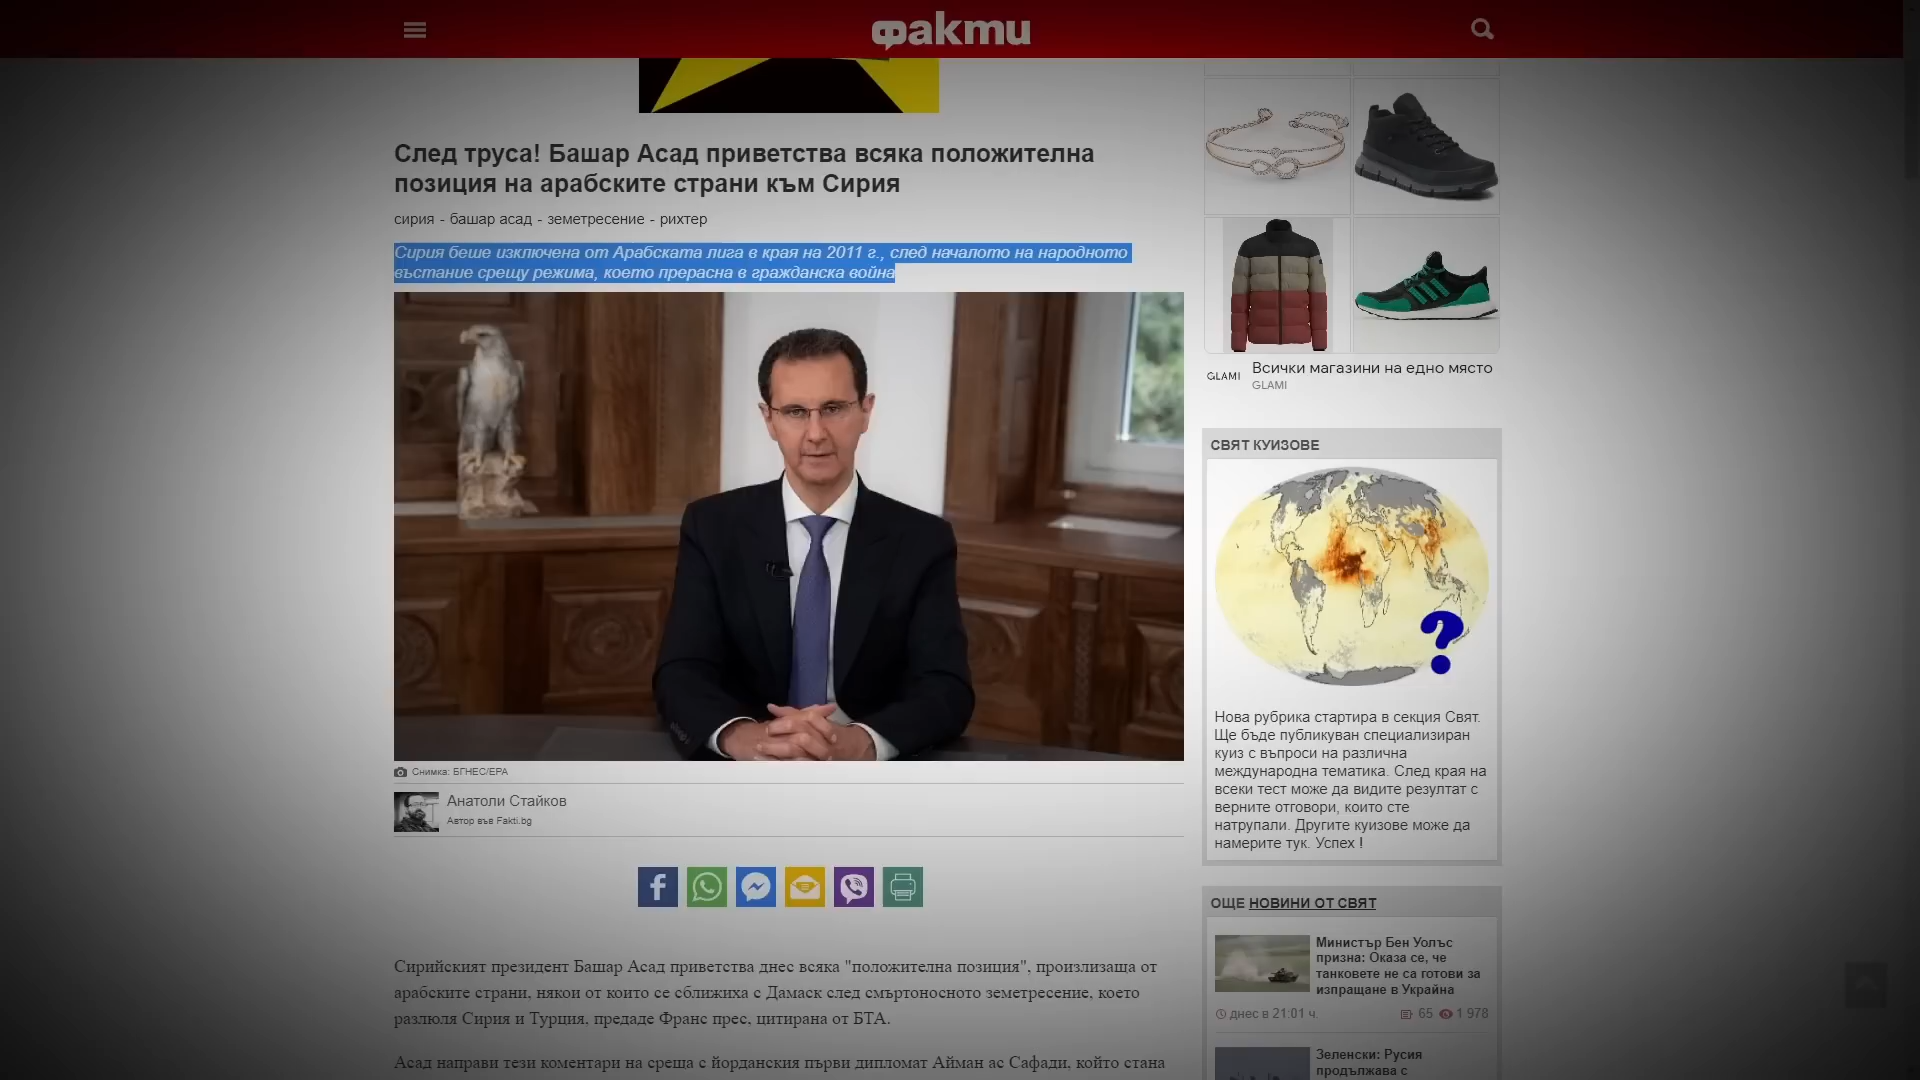 факти
След труса! Башар Асад приветства всяка положителна
позиция на арабските страни към Сирия
сирия - башар асад - земетресение - рихтер
Сирия беше изключена от Арабската лига в края на 2011 г., след началото на народното
въстание срещу режима, което прерасна в гражданска война
Снимка: БГНЕС/ЕРА
Анатоли Стайков
Автор във Fakti.bg
Сирийският президент Башар Асад приветства днес всяка "положителна позиция", произлизаща от
арабските страни, някои от които се сближиха с Дамаск след смъртоносното земетресение, което
разлюля Сирия и Турция, предаде Франс прес, цитирана от БТА.
Асад направи тези коментари на среща с йорданския първи дипломат Айман ас Сафади, който стана
GLAMI
Всички магазини на едно място
GLAMI
СВЯТ КУИЗОВЕ
?
Нова рубрика стартира в секция Свят.
Ще бъде публикуван специализиран
куиз с въпроси на различна
международна тематика. След края на
всеки тест може да видите резултат с
верните отговори, които сте
натрупали. Другите куизове може да
намерите тук. Успех !
ОЩЕ НОВИНИ ОТ СВЯТ
Министър Бен Уолъс
призна: Оказа се, че
танковете не са готови за
изпращане в Украйна
днес в 21:01 ч. 65 1 978
Зеленски: Русия
продължава с